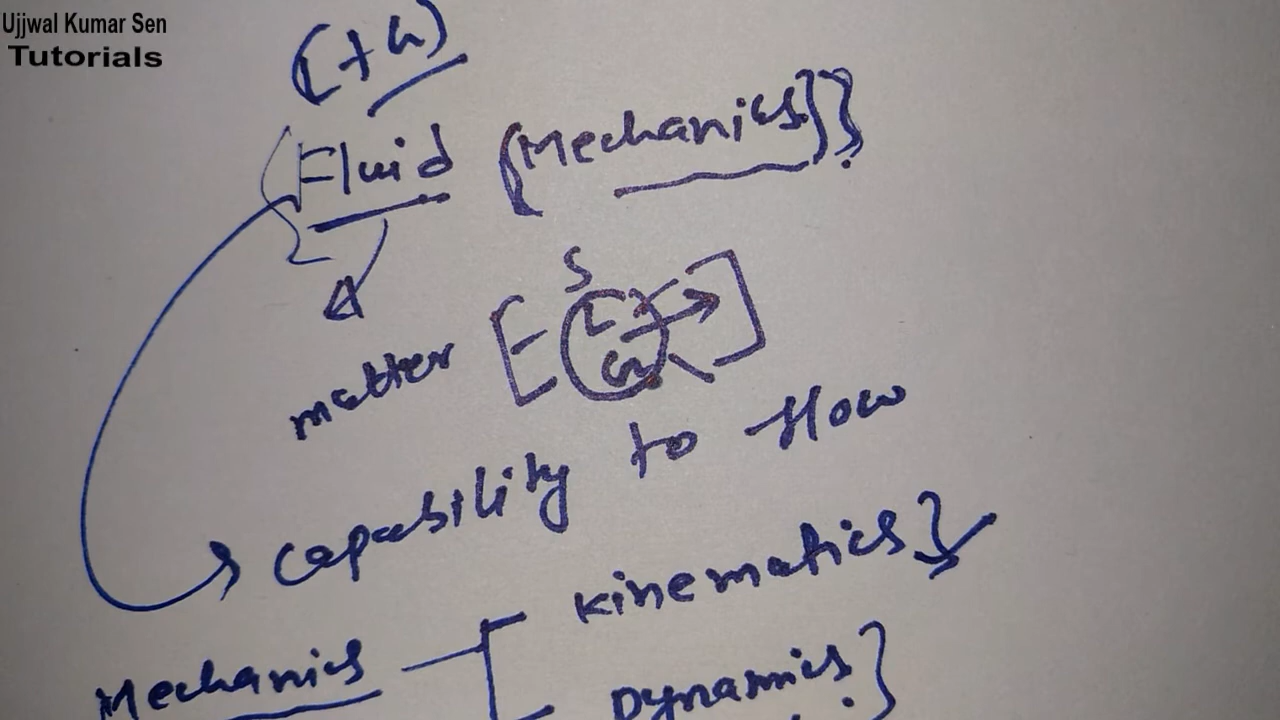 Ujjwal Kumar Sen
Tutorials
Fluid (Mechanics)}
S
L
G
matter
capability to flow
Mechanics
Kinematics}
Dynamics}